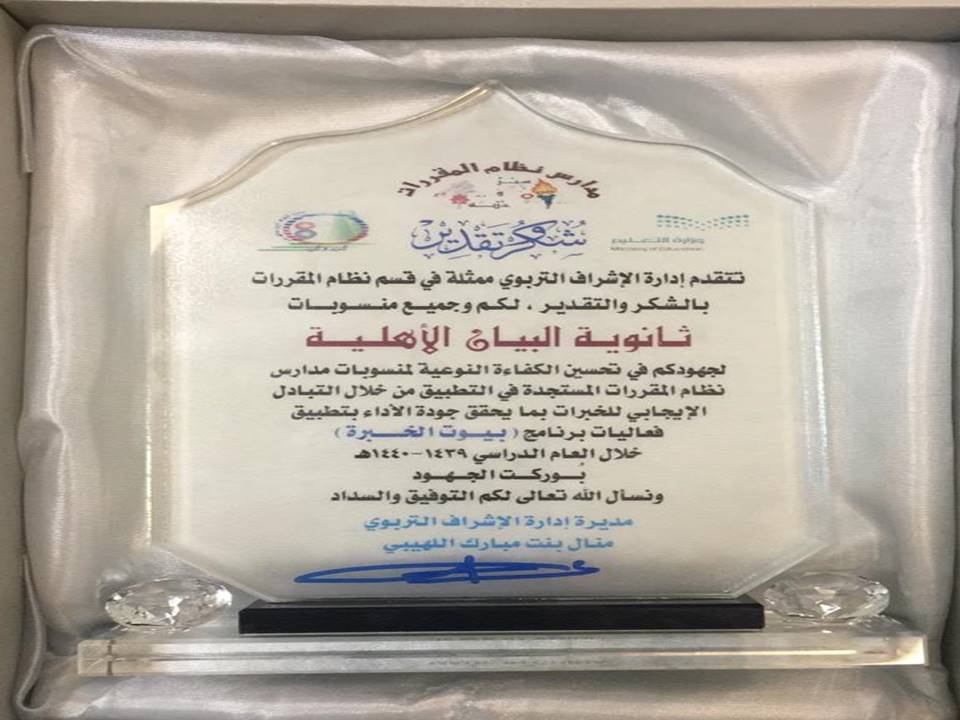 مدارس نظام المقررات
شكر وتقدير
وزارة التعليم
Ministry of Education
8
تتقدم إدارة الإشراف التربوي ممثلة في قسم نظام المقررات
بالشكر والتقدير ، لكم وجميع منسوبات
ثانوية البيان الأهلية
لجهودكم في تحسين الكفاءة النوعية لمنسوبات مدارس
نظام المقررات المستجدة في التطبيق من خلال التبادل
الإيجابي للخبرات بما يحقق جودة الأداء بتطبيق
فعاليات برنامج ( بيوت الخبرة )
خلال العام الدراسي ١٤٣٩-١٤٤٠هـ
بُوركت الجهود
ونسأل الله تعالى لكم التوفيق والسداد
مديرة إدارة الإشراف التربوي
منال بنت مبارك اللهيبي